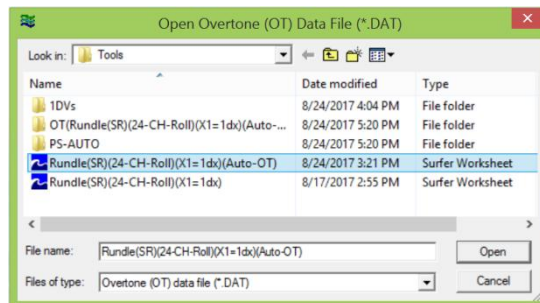 Open Overtone (OT) Data File (*.DAT)
Look in: Tools
Name Date modified Type
1DVs 8/24/2017 4:04 PM File folder
OT(Rundle(SR)(24-CH-Roll)(X1=1dx)(Auto-... 8/24/2017 5:20 PM File folder
PS-AUTO 8/24/2017 5:20 PM File folder
Rundle(SR)(24-CH-Roll)(X1=1dx)(Auto-OT) 8/24/2017 3:21 PM Surfer Worksheet
Rundle(SR)(24-CH-Roll)(X1=1dx) 8/17/2017 2:55 PM Surfer Worksheet
File name: Rundle(SR)(24-CH-Roll)(X1=1dx)(Auto-OT) Open
Files of type: Overtone (OT) data file (*.DAT) Cancel